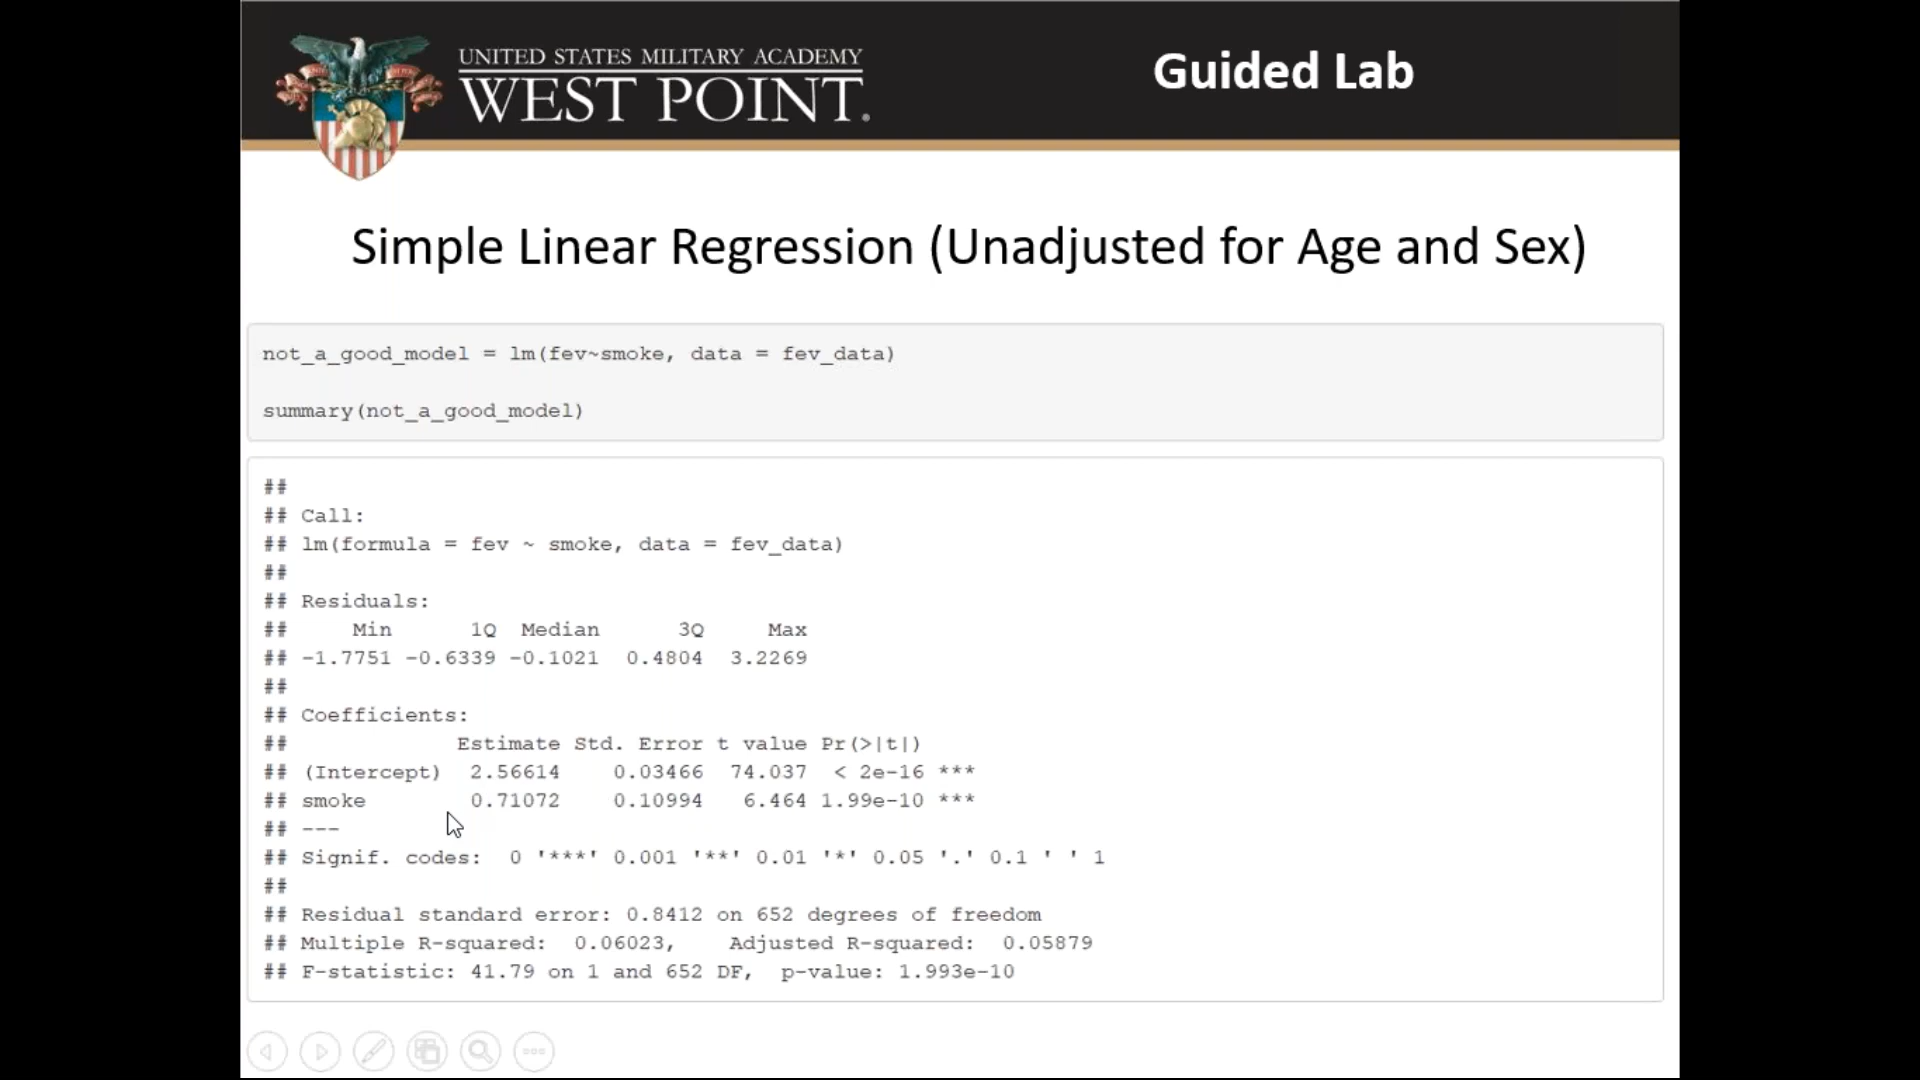 UNITED STATES MILITARY ACADEMY
WEST POINT.
Guided Lab
Simple Linear Regression (Unadjusted for Age and Sex)
not_a_good_model = lm(fev~smoke, data = fev_data)
summary(not_a_good_model)
##
## Call:
## lm(formula = fev ~ smoke, data = fev_data)
##
## Residuals:
##     Min      1Q  Median      3Q     Max
## -1.7751 -0.6339 -0.1021  0.4804  3.2269
##
## Coefficients:
##             Estimate Std. Error t value Pr(>|t|)
## (Intercept)  2.56614    0.03466  74.037  < 2e-16 ***
## smoke        0.71072    0.10994   6.464 1.99e-10 ***
## ---
## Signif. codes:  0 '***' 0.001 '**' 0.01 '*' 0.05 '.' 0.1 ' ' 1
##
## Residual standard error: 0.8412 on 652 degrees of freedom
## Multiple R-squared:  0.06023,    Adjusted R-squared:  0.05879
## F-statistic: 41.79 on 1 and 652 DF,  p-value: 1.993e-10